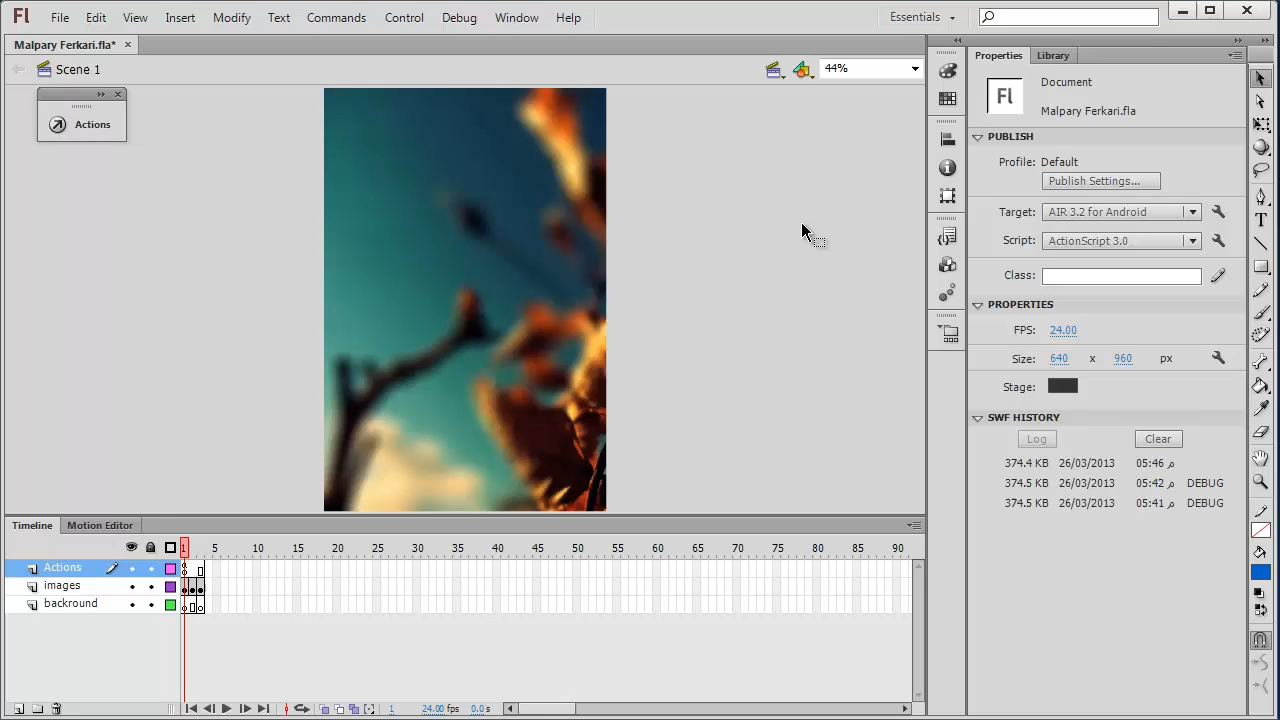 Fl File Edit View Insert Modify Text Commands Control Debug Window Help Essentials
Malpary Ferkari.fla* ×
Scene 1 44%
Actions
Properties Library
Fl Document
Malpary Ferkari.fla
PUBLISH
Profile: Default
Publish Settings...
Target: AIR 3.2 for Android
Script: ActionScript 3.0
Class:
PROPERTIES
FPS: 24.00
Size: 640 x 960 px
Stage:
SWF HISTORY
Log Clear
374.4 KB 26/03/2013 05:46 م
374.5 KB 26/03/2013 05:42 م DEBUG
374.5 KB 26/03/2013 05:41 م DEBUG
Timeline Motion Editor
1 5 10 15 20 25 30 35 40 45 50 55 60 65 70 75 80 85 90
Actions
images
backround
1 24.00 fps 0.0 s